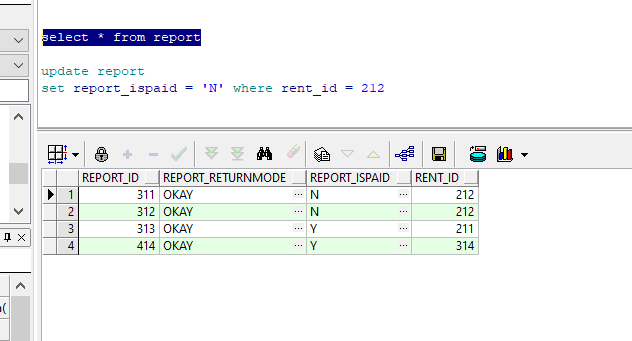 select * from report
update report
set report_ispaid = 'N' where rent_id = 212
REPORT_ID REPORT_RETURNMODE REPORT_ISPAID RENT_ID
1 311 OKAY ... N ... 212
2 312 OKAY ... N ... 212
3 313 OKAY ... Y ... 211
4 414 OKAY ... Y ... 314